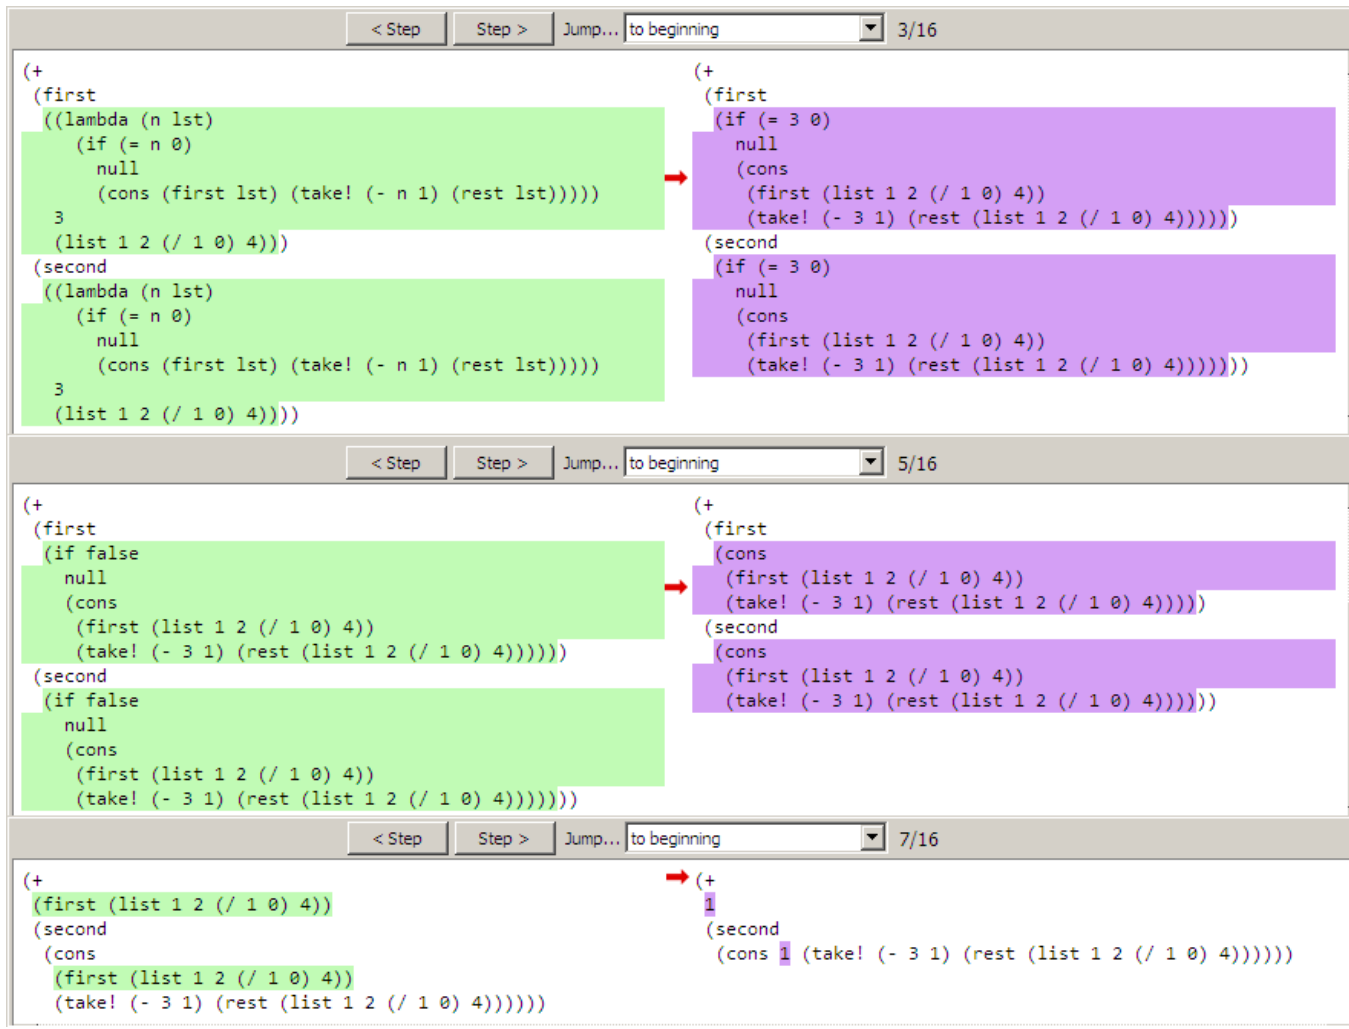 < Step Step > Jump... to beginning 3/16
(+
 (first
  ((lambda (n lst)
     (if (= n 0)
       null
       (cons (first lst) (take! (- n 1) (rest lst)))))
   3
   (list 1 2 (/ 1 0) 4)))
 (second
  ((lambda (n lst)
     (if (= n 0)
       null
       (cons (first lst) (take! (- n 1) (rest lst)))))
   3
   (list 1 2 (/ 1 0) 4))))
(+
 (first
  (if (= 3 0)
    null
    (cons
     (first (list 1 2 (/ 1 0) 4))
     (take! (- 3 1) (rest (list 1 2 (/ 1 0) 4))))))
 (second
  (if (= 3 0)
    null
    (cons
     (first (list 1 2 (/ 1 0) 4))
     (take! (- 3 1) (rest (list 1 2 (/ 1 0) 4)))))))
< Step Step > Jump... to beginning 5/16
(+
 (first
  (if false
    null
    (cons
     (first (list 1 2 (/ 1 0) 4))
     (take! (- 3 1) (rest (list 1 2 (/ 1 0) 4))))))
 (second
  (if false
    null
    (cons
     (first (list 1 2 (/ 1 0) 4))
     (take! (- 3 1) (rest (list 1 2 (/ 1 0) 4)))))))
(+
 (first
  (cons
   (first (list 1 2 (/ 1 0) 4))
   (take! (- 3 1) (rest (list 1 2 (/ 1 0) 4)))))
 (second
  (cons
   (first (list 1 2 (/ 1 0) 4))
   (take! (- 3 1) (rest (list 1 2 (/ 1 0) 4))))))
< Step Step > Jump... to beginning 7/16
(+
 (first (list 1 2 (/ 1 0) 4))
 (second
  (cons
   (first (list 1 2 (/ 1 0) 4))
   (take! (- 3 1) (rest (list 1 2 (/ 1 0) 4))))))
(+
 1
 (second
  (cons 1 (take! (- 3 1) (rest (list 1 2 (/ 1 0) 4))))))